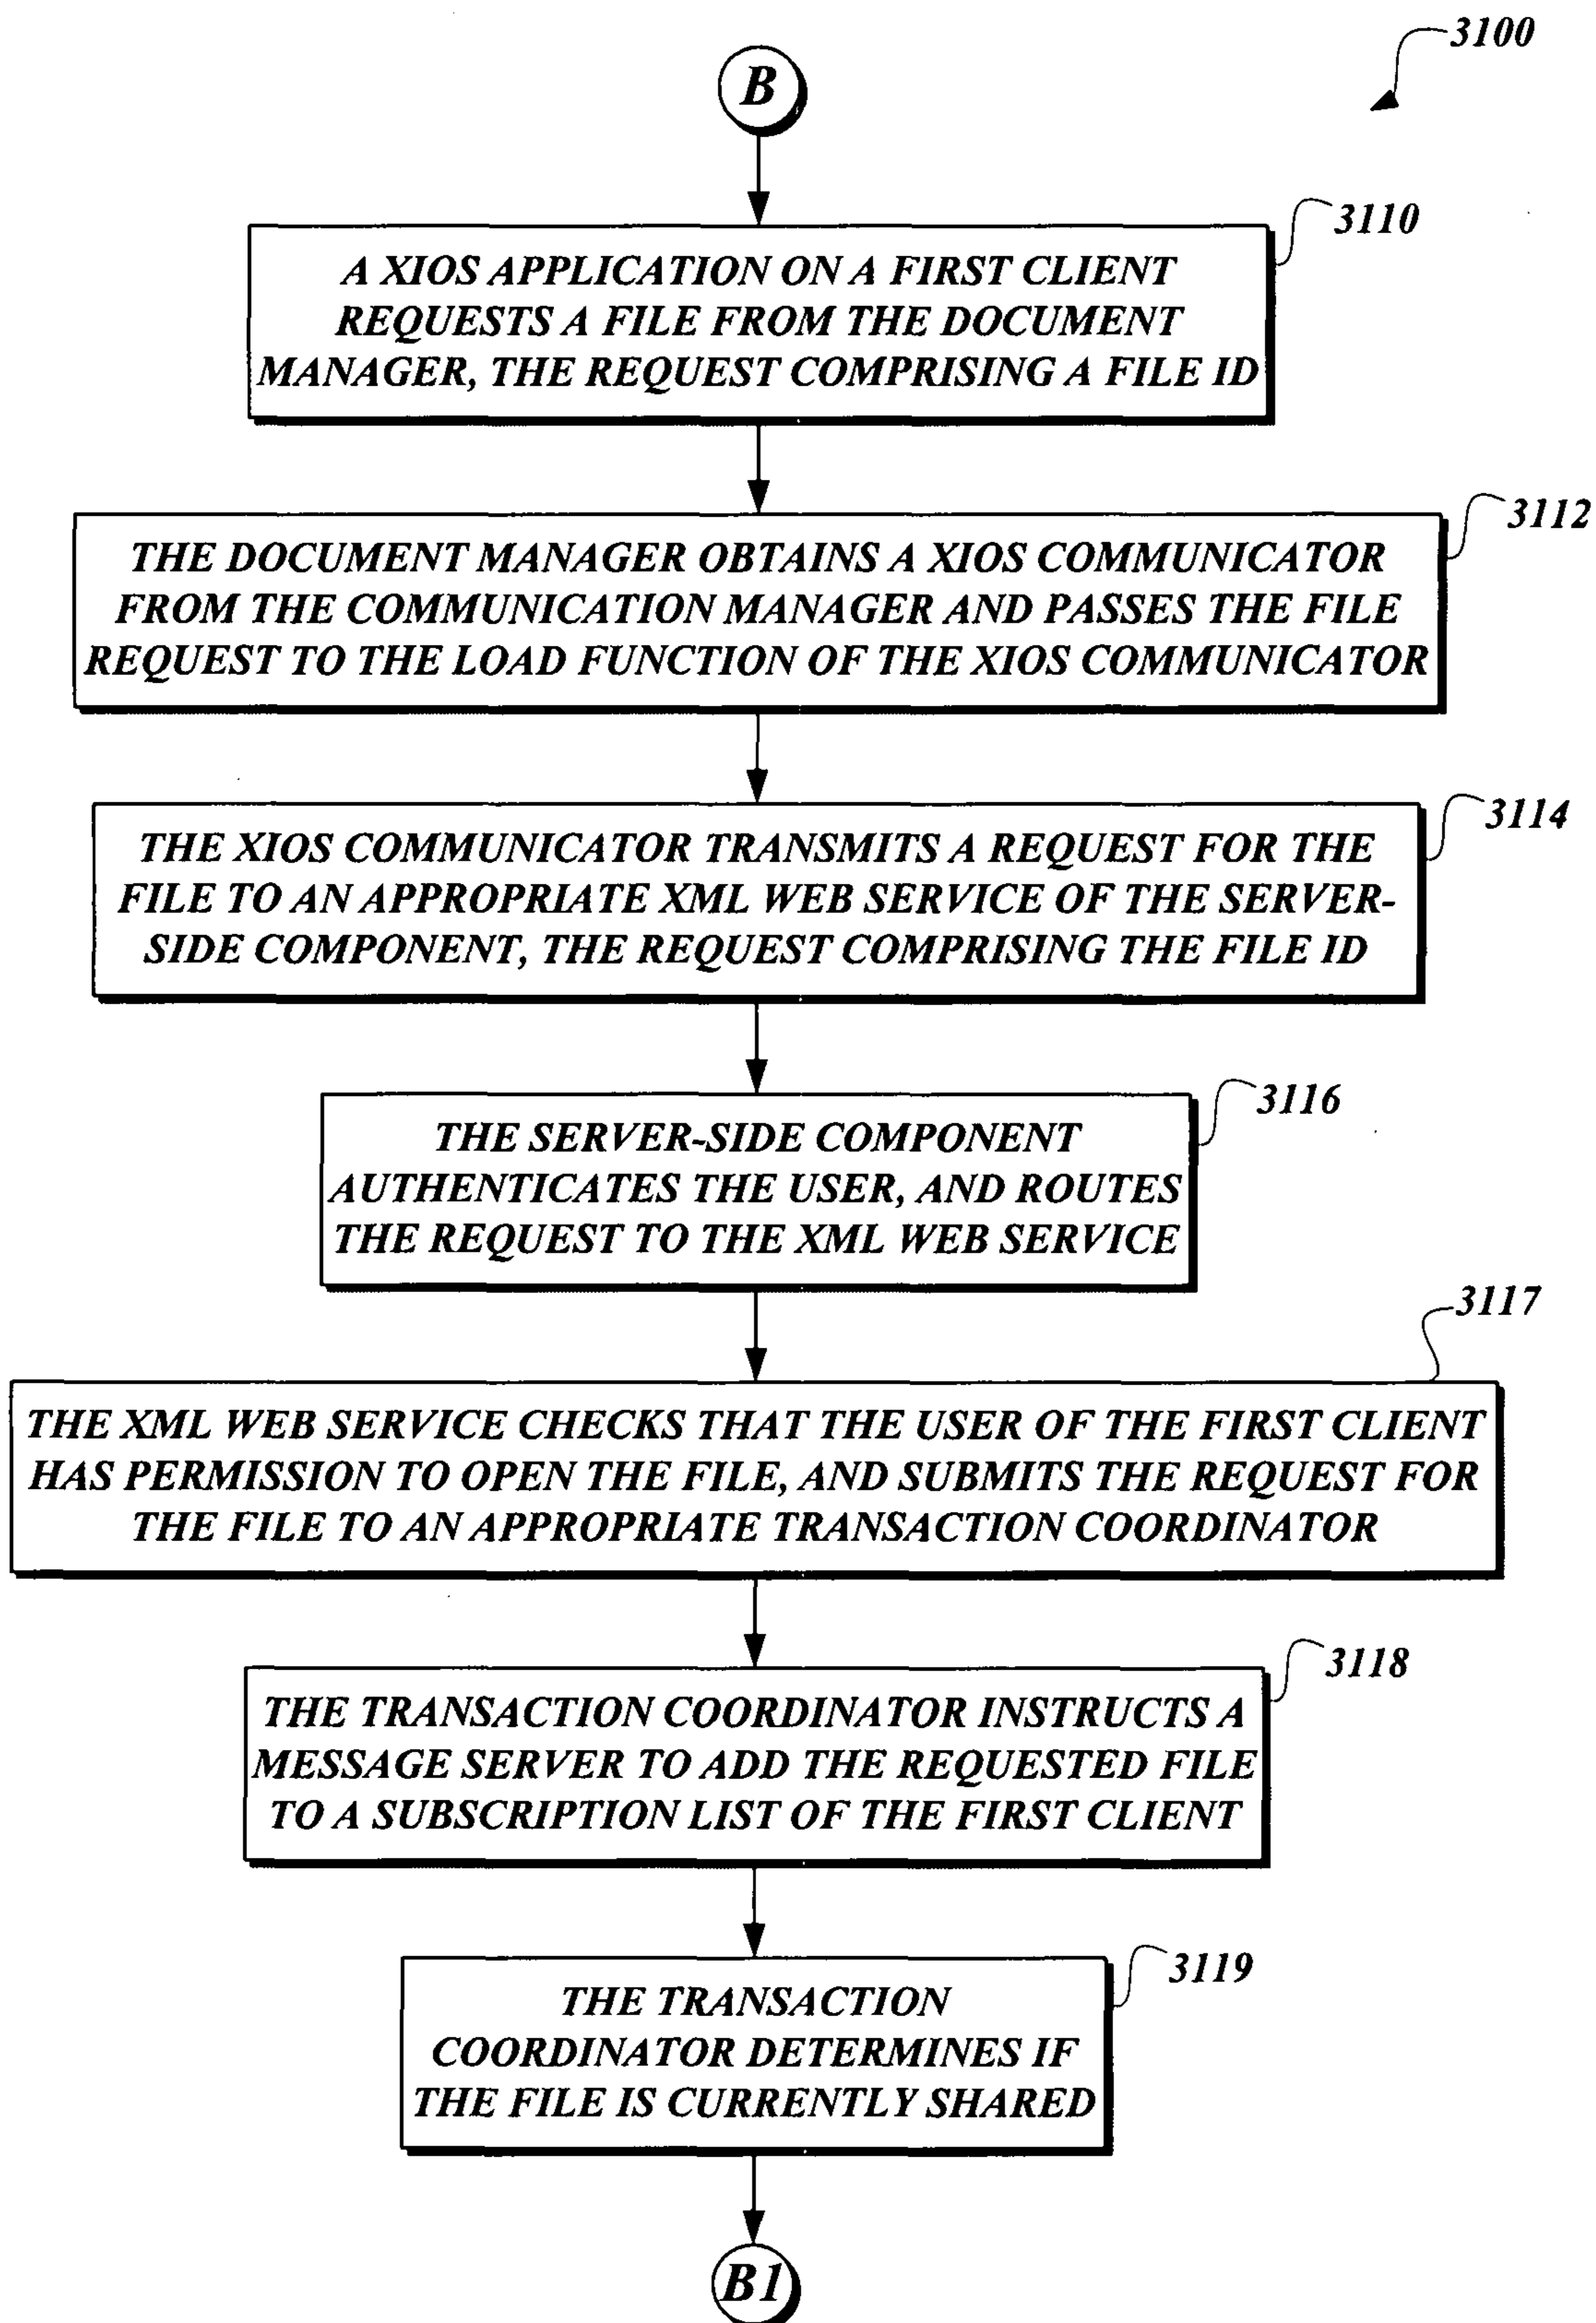 3100
B
3110
A XIOS APPLICATION ON A FIRST CLIENT
REQUESTS A FILE FROM THE DOCUMENT
MANAGER, THE REQUEST COMPRISING A FILE ID
3112
THE DOCUMENT MANAGER OBTAINS A XIOS COMMUNICATOR
FROM THE COMMUNICATION MANAGER AND PASSES THE FILE
REQUEST TO THE LOAD FUNCTION OF THE XIOS COMMUNICATOR
3114
THE XIOS COMMUNICATOR TRANSMITS A REQUEST FOR THE
FILE TO AN APPROPRIATE XML WEB SERVICE OF THE SERVER-
SIDE COMPONENT, THE REQUEST COMPRISING THE FILE ID
3116
THE SERVER-SIDE COMPONENT
AUTHENTICATES THE USER, AND ROUTES
THE REQUEST TO THE XML WEB SERVICE
3117
THE XML WEB SERVICE CHECKS THAT THE USER OF THE FIRST CLIENT
HAS PERMISSION TO OPEN THE FILE, AND SUBMITS THE REQUEST FOR
THE FILE TO AN APPROPRIATE TRANSACTION COORDINATOR
3118
THE TRANSACTION COORDINATOR INSTRUCTS A
MESSAGE SERVER TO ADD THE REQUESTED FILE
TO A SUBSCRIPTION LIST OF THE FIRST CLIENT
3119
THE TRANSACTION
COORDINATOR DETERMINES IF
THE FILE IS CURRENTLY SHARED
B1